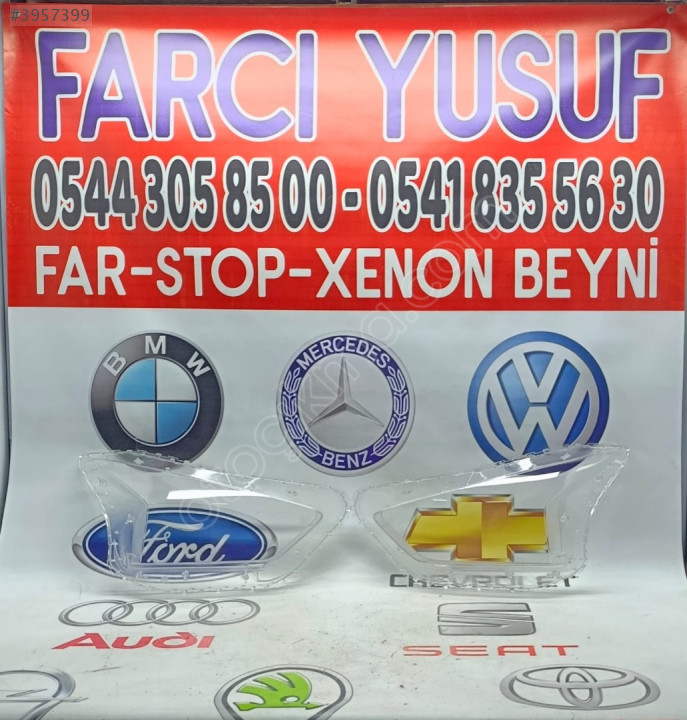 #3957399
FARCI YUSUF
0544 305 85 00 - 0541 835 56 30
FAR-STOP-XENON BEYNİ
BMW
MERCEDES
BENZ
VW
Ford
CHEVROLET
Audi
SEAT